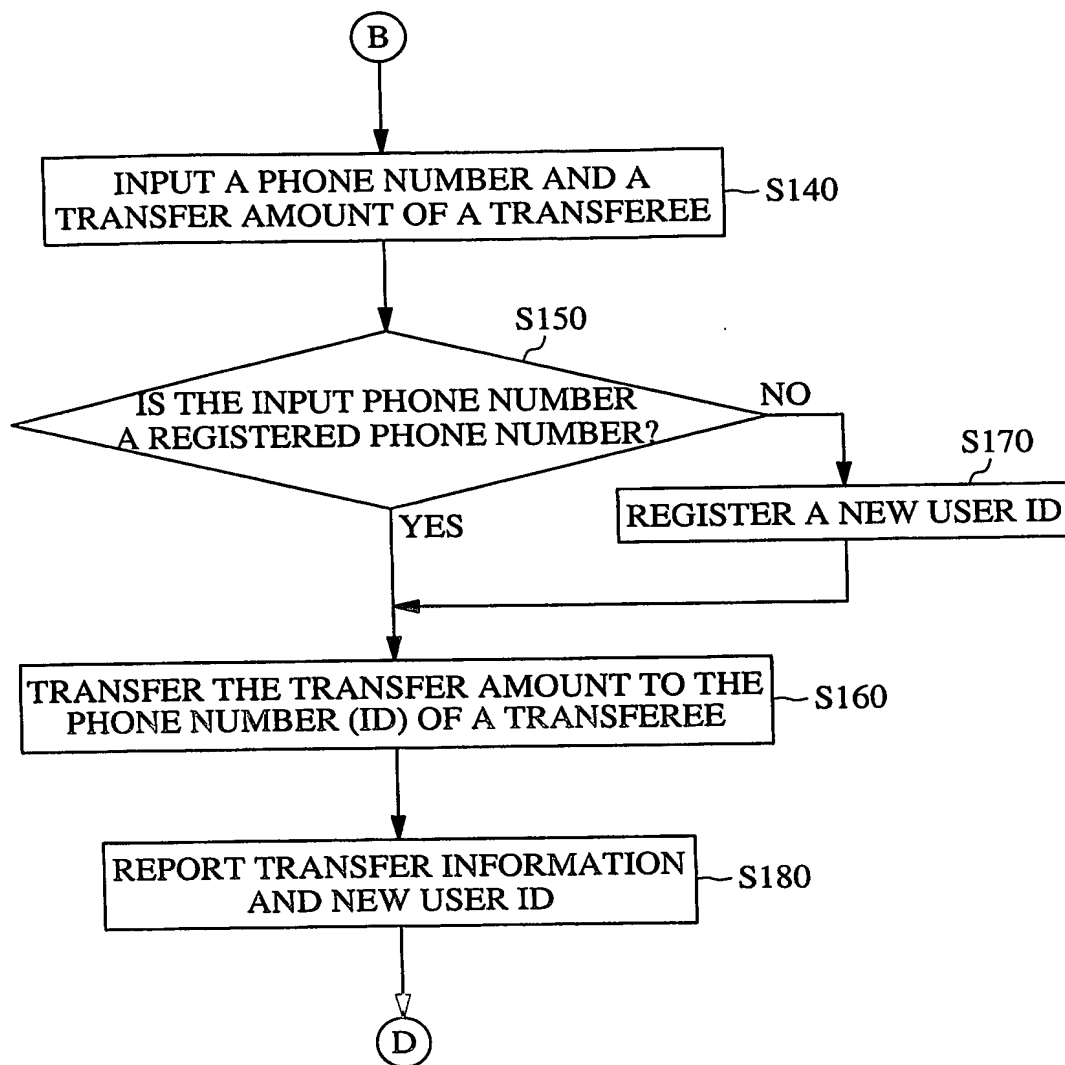 B
INPUT A PHONE NUMBER AND A
TRANSFER AMOUNT OF A TRANSFEREE
S140
S150
IS THE INPUT PHONE NUMBER
A REGISTERED PHONE NUMBER?
NO
S170
REGISTER A NEW USER ID
YES
TRANSFER THE TRANSFER AMOUNT TO THE
PHONE NUMBER (ID) OF A TRANSFEREE
S160
REPORT TRANSFER INFORMATION
AND NEW USER ID
S180
D